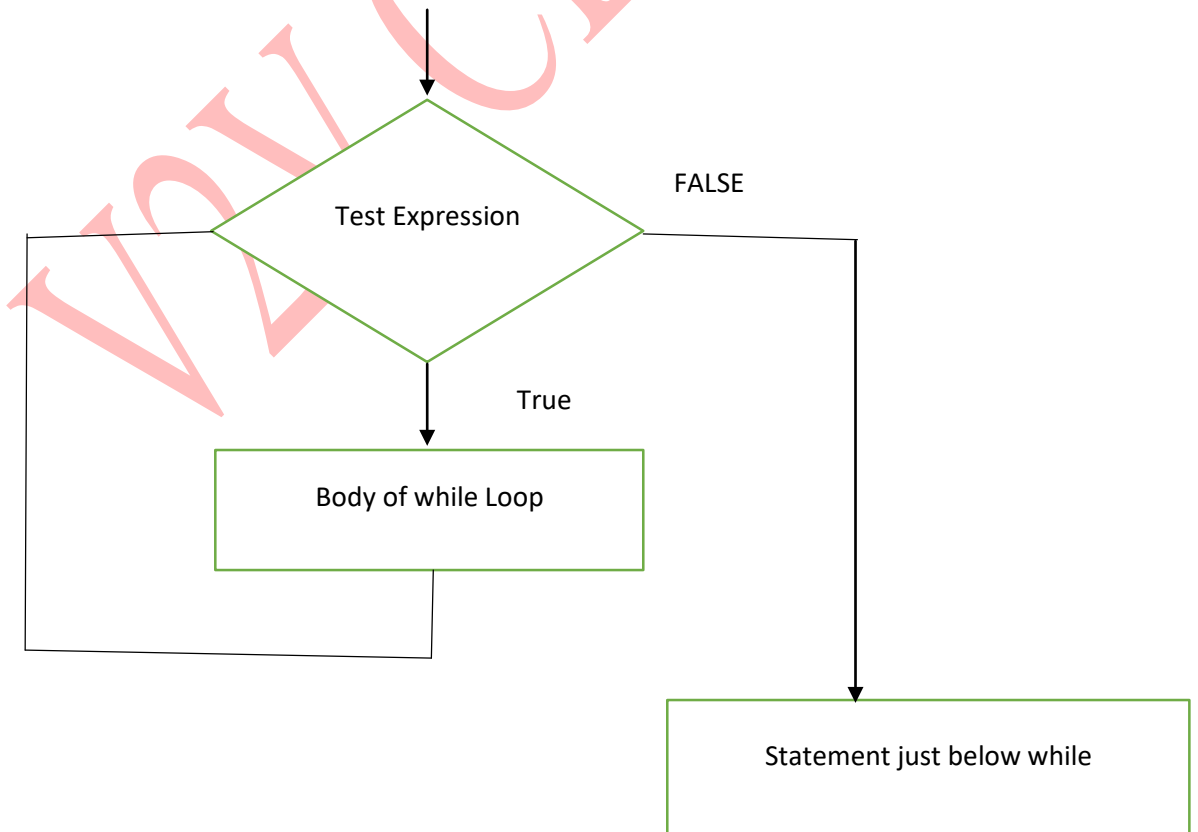 FALSE
Test Expression
True
Body of while Loop
Statement just below while